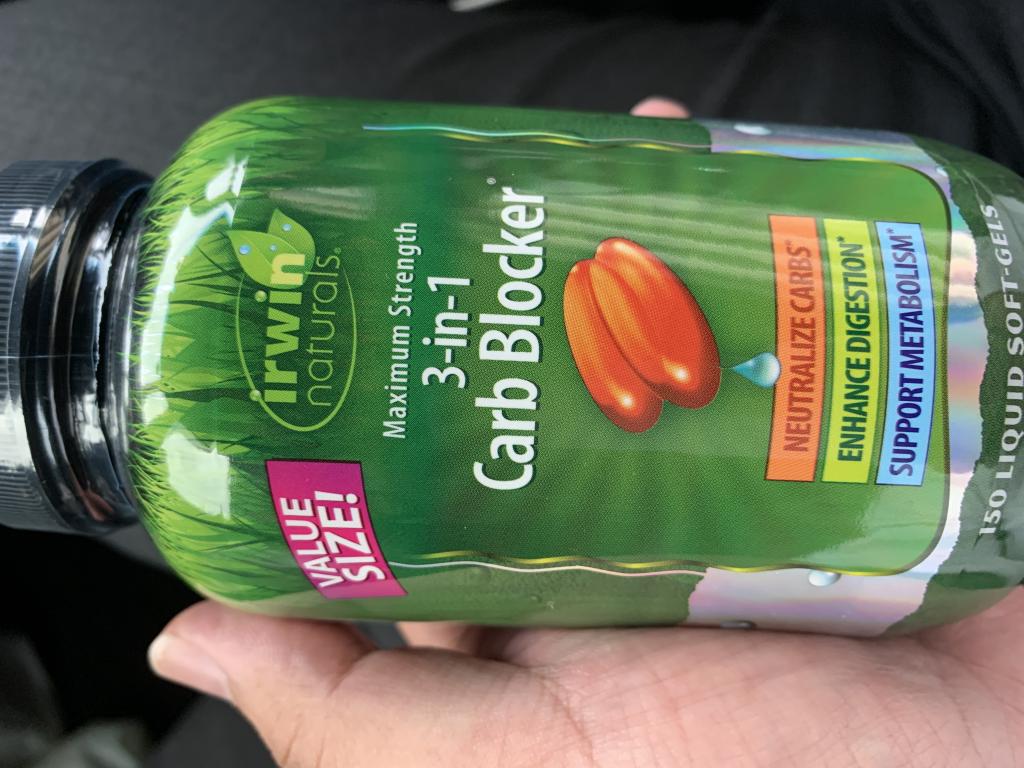 irwin
naturals®
VALUE
SIZE!
Maximum Strength
3-in-1
Carb Blocker®
NEUTRALIZE CARBS*
ENHANCE DIGESTION*
SUPPORT METABOLISM*
150 LIQUID SOFT-GELS